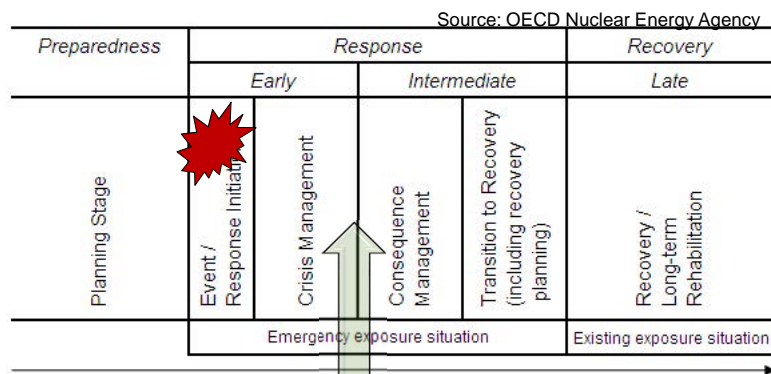 Source: OECD Nuclear Energy Agency
Preparedness
Response
Recovery
Early
Intermediate
Late
Planning Stage
Event /
Response Initiati
Crisis Management
Consequence
Management
Transition to Recovery
(including recovery
planning)
Recovery /
Long-term
Rehabilitation
Emergency exposure situation
Existing exposure situation